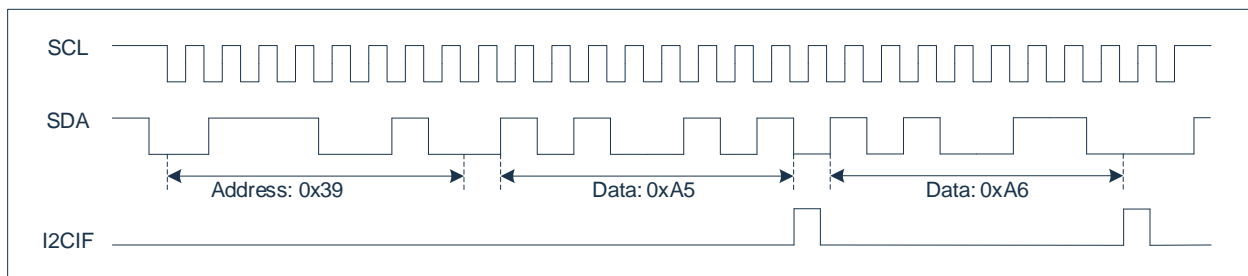 SCL
SDA
Address: 0x39 Data: 0xA5 Data: 0xA6
I2CIF